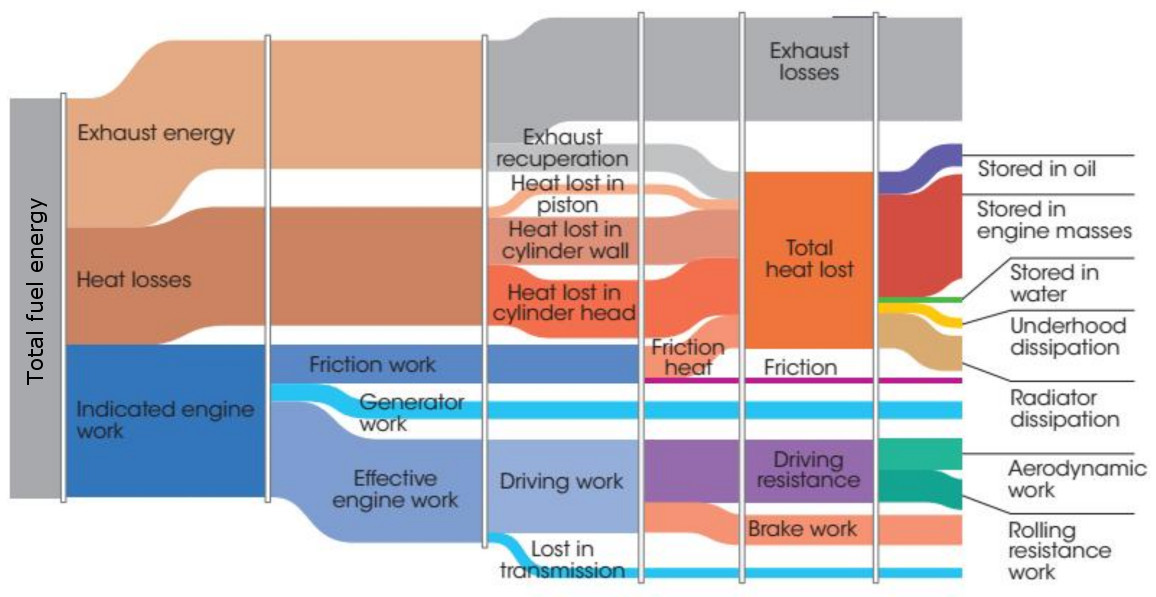 Total fuel energy
Exhaust energy
Heat losses
Indicated engine
work
Friction work
Generator
work
Effective
engine work
Exhaust
recuperation
Heat lost in
piston
Heat lost in
cylinder wall
Heat lost in
cylinder head
Driving work
Lost in
transmission
Friction
heat
Exhaust
losses
Total
heat lost
Friction
Driving
resistance
Brake work
Stored in oil
Stored in
engine masses
Stored in
water
Underhood
dissipation
Radiator
dissipation
Aerodynamic
work
Rolling
resistance
work